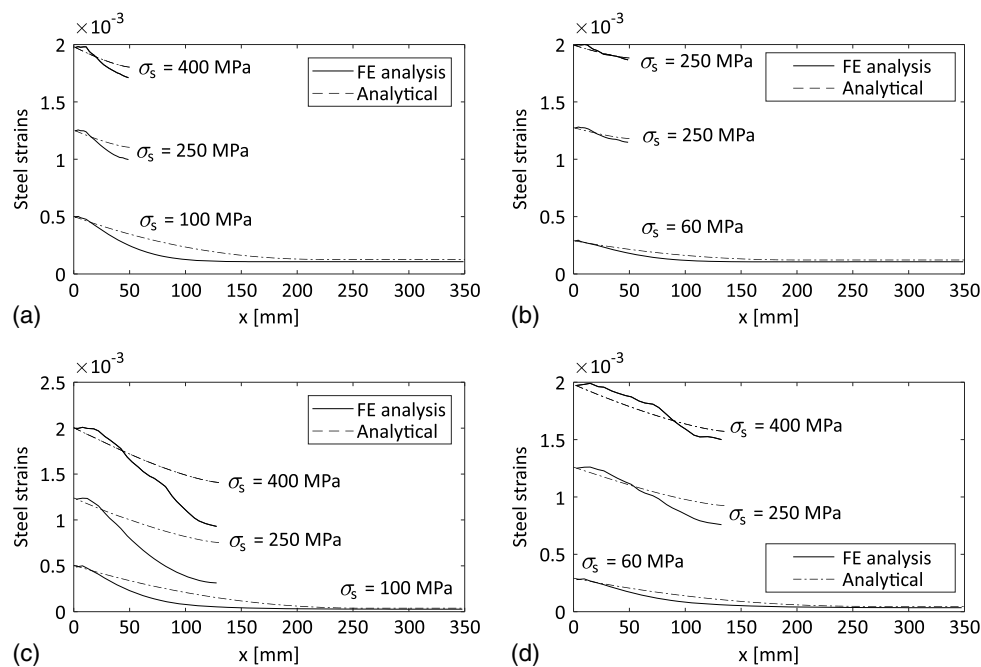 ×10⁻³
2
1.5
1
0.5
0
Steel strains
σs = 400 MPa
σs = 250 MPa
σs = 100 MPa
FE analysis
Analytical
0 50 100 150 200 250 300 350
x [mm]
(a)
×10⁻³
2
1.5
1
0.5
0
Steel strains
σs = 250 MPa
σs = 250 MPa
σs = 60 MPa
FE analysis
Analytical
0 50 100 150 200 250 300 350
x [mm]
(b)
×10⁻³
2.5
2
1.5
1
0.5
0
Steel strains
FE analysis
Analytical
σs = 400 MPa
σs = 250 MPa
σs = 100 MPa
0 50 100 150 200 250 300 350
x [mm]
(c)
×10⁻³
2
1.5
1
0.5
0
Steel strains
σs = 400 MPa
σs = 250 MPa
σs = 60 MPa
FE analysis
Analytical
0 50 100 150 200 250 300 350
x [mm]
(d)